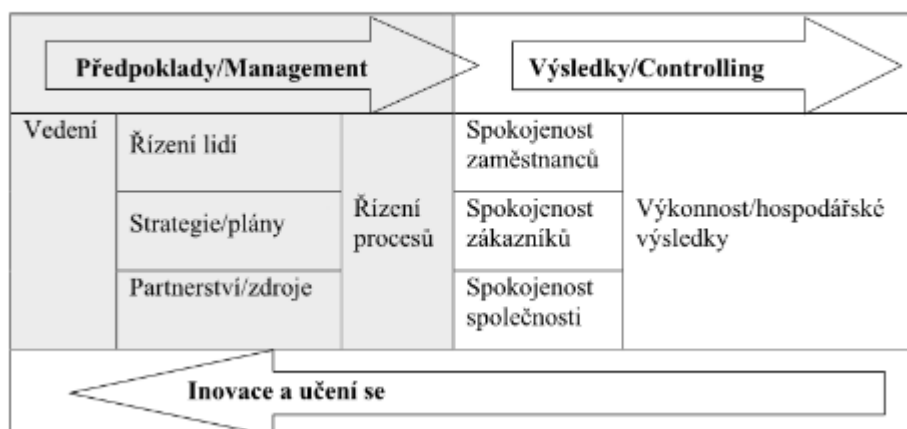 Předpoklady/Management
Výsledky/Controlling
Vedení
Řízení lidí
Strategie/plány
Partnerství/zdroje
Řízení
procesů
Spokojenost
zaměstnanců
Spokojenost
zákazníků
Spokojenost
společnosti
Výkonnost/hospodářské
výsledky
Inovace a učení se